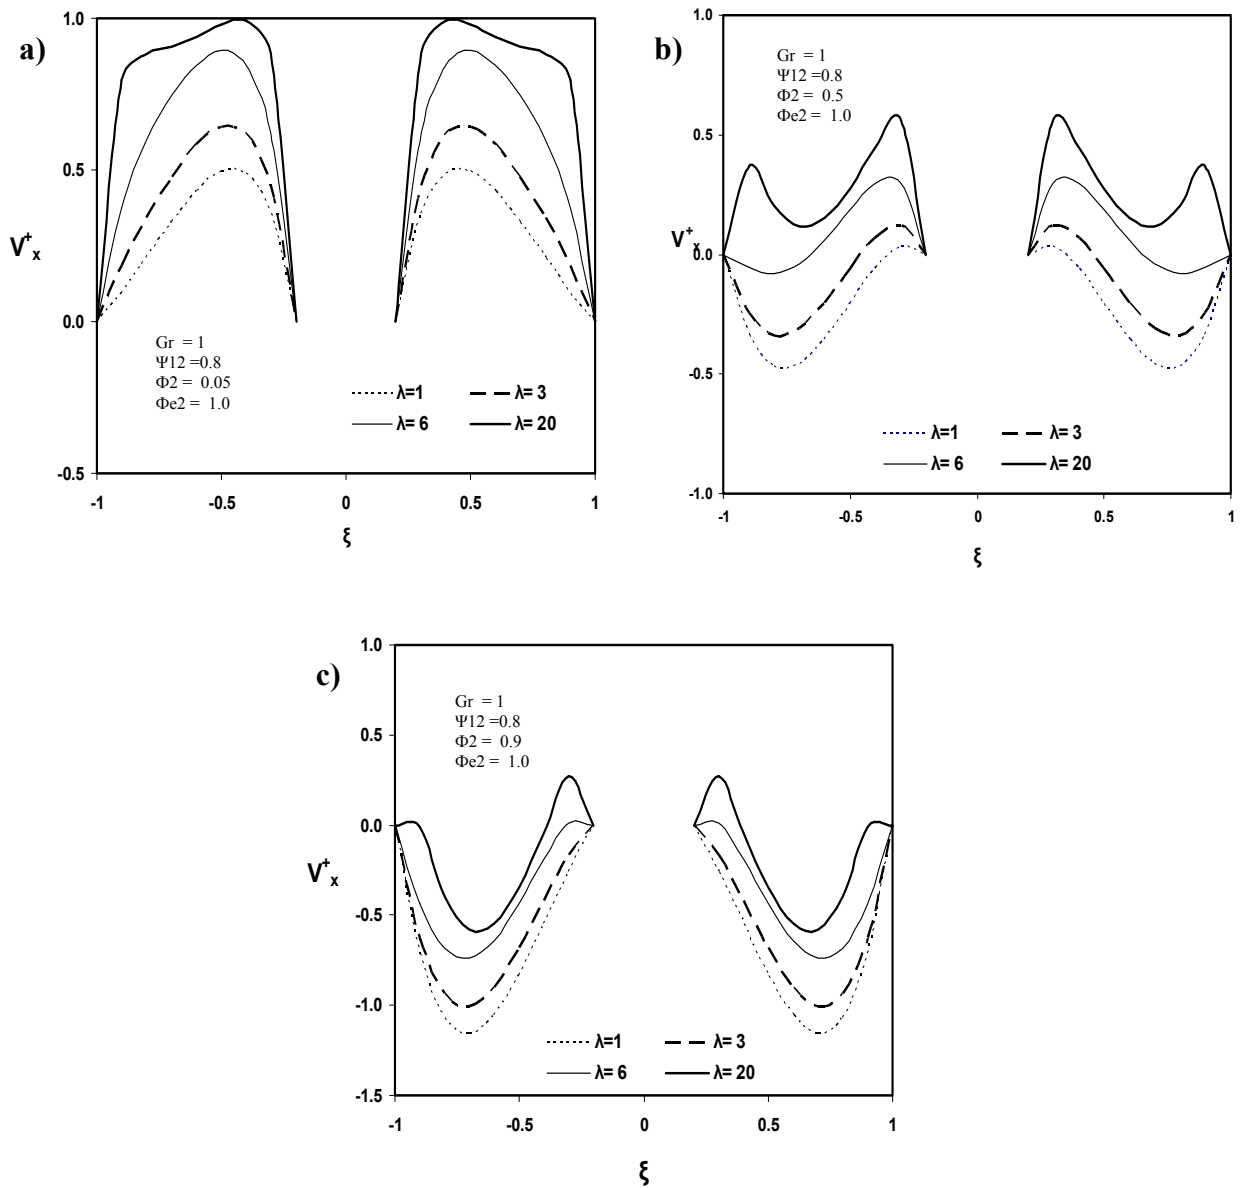 a)
1.0
0.5
0.0
-0.5
V⁺ₓ
Gr = 1
Ψ12 =0.8
Φ2 = 0.05
Φe2 = 1.0
λ=1
λ= 3
λ= 6
λ= 20
-1
-0.5
0
0.5
1
ξ
b)
1.0
0.5
0.0
-0.5
-1.0
V⁺ₓ
Gr = 1
Ψ12 =0.8
Φ2 = 0.5
Φe2 = 1.0
λ=1
λ= 3
λ= 6
λ= 20
-1
-0.5
0
0.5
1
ξ
c)
1.0
0.5
0.0
-0.5
-1.0
-1.5
V⁺ₓ
Gr = 1
Ψ12 =0.8
Φ2 = 0.9
Φe2 = 1.0
λ=1
λ= 3
λ= 6
λ= 20
-1
-0.5
0
0.5
1
ξ